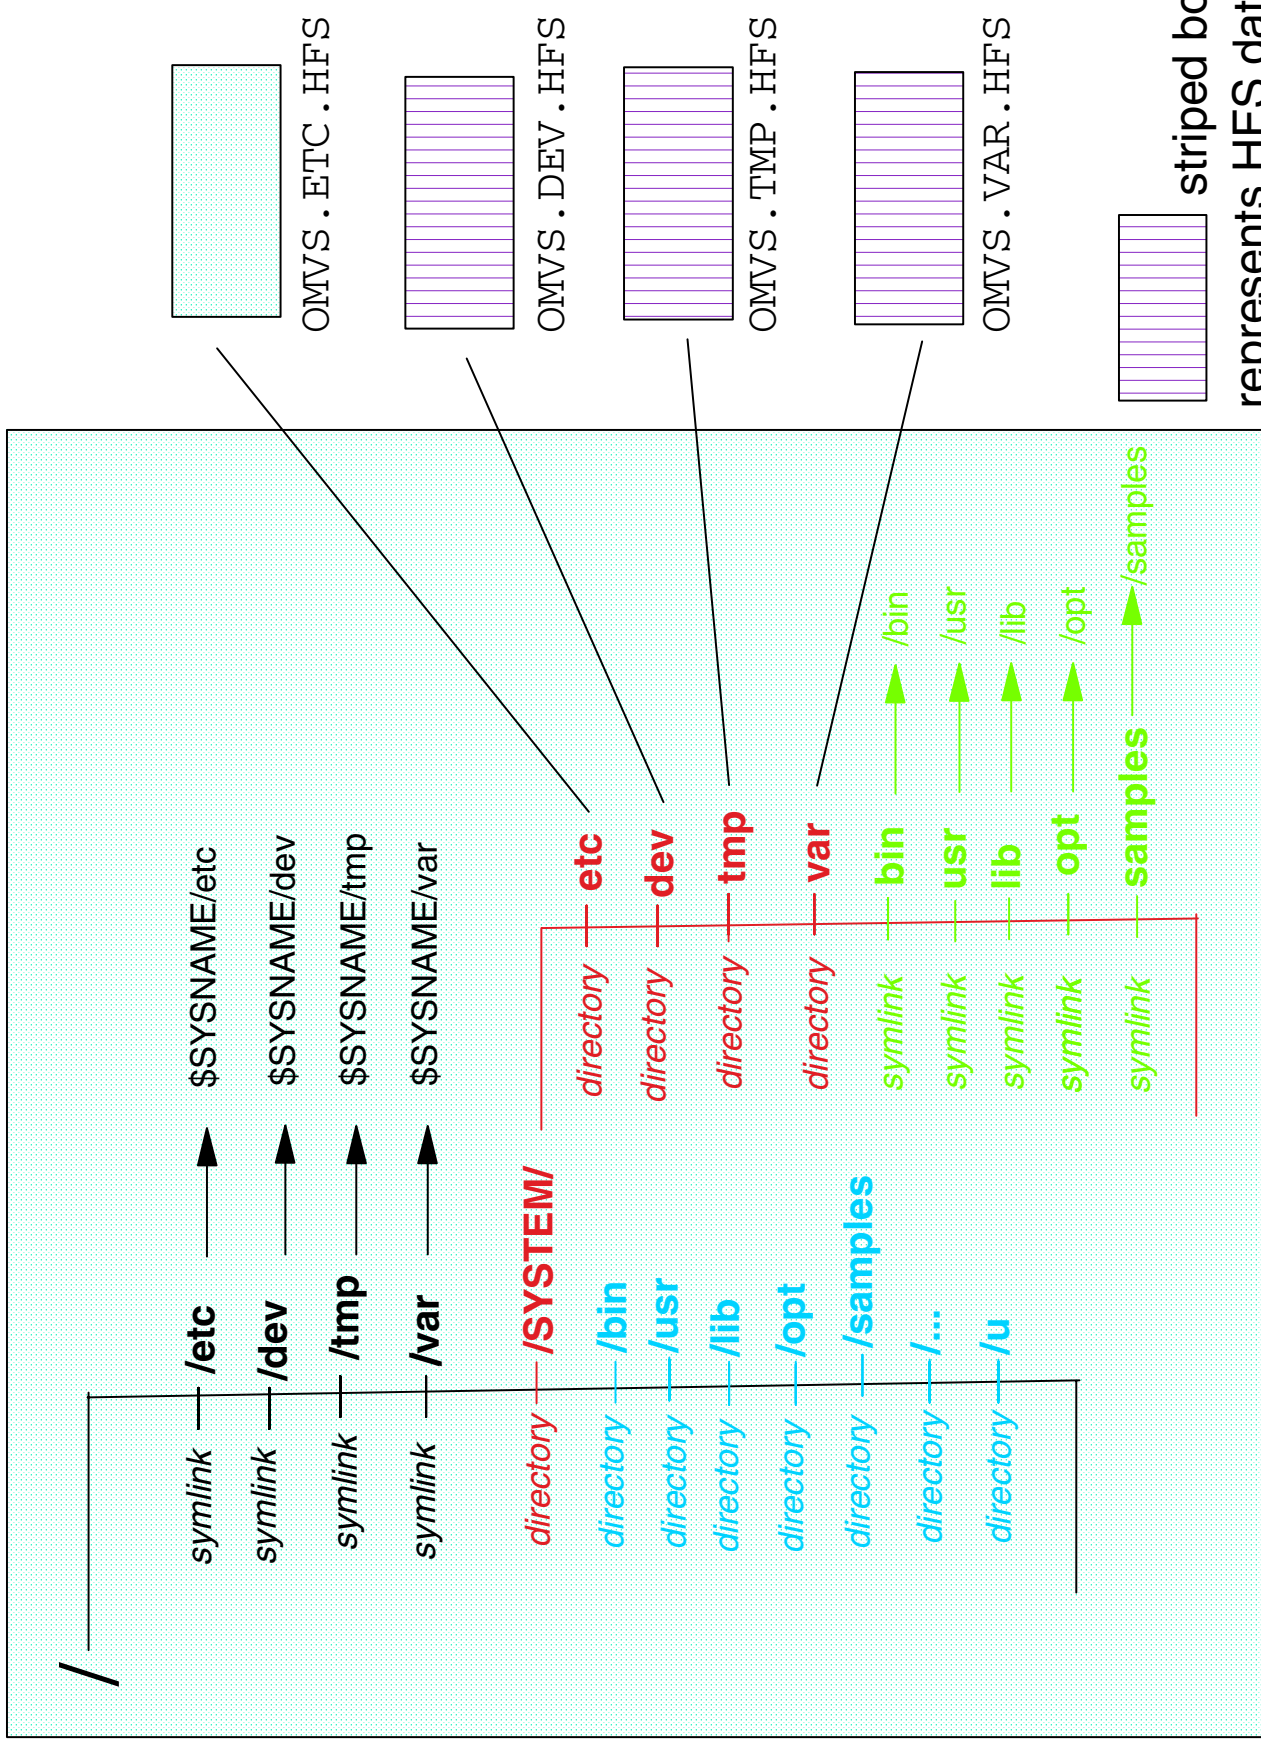 /
symlink /etc $SYSNAME/etc
symlink /dev $SYSNAME/dev
symlink /tmp $SYSNAME/tmp
symlink /var $SYSNAME/var
directory /SYSTEM/
directory /bin
directory /usr
directory /lib
directory /opt
directory /samples
directory /...
directory /u
directory etc
directory dev
directory tmp
directory var
symlink bin /bin
symlink usr /usr
symlink lib /lib
symlink opt /opt
symlink samples /samples
OMVS.ETC.HFS
OMVS.DEV.HFS
OMVS.TMP.HFS
OMVS.VAR.HFS
striped
represents HFS